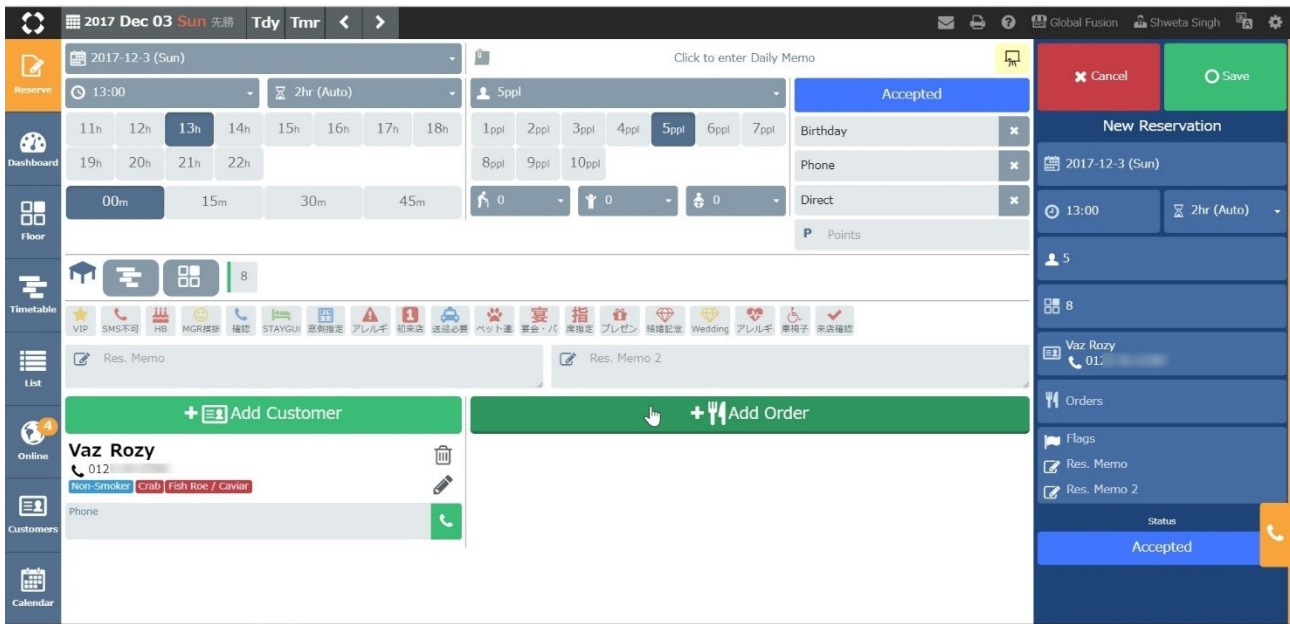 2017 Dec 03 Sun 先勝 Tdy Tmr
Global Fusion Shweta Singh
Reserve
Dashboard
Floor
Timetable
List
4
Online
Customers
Calendar
2017-12-3 (Sun)
Click to enter Daily Memo
13:00
2hr (Auto)
5ppl
Accepted
11h 12h 13h 14h 15h 16h 17h 18h
19h 20h 21h 22h
00m 15m 30m 45m
1ppl 2ppl 3ppl 4ppl 5ppl 6ppl 7ppl
8ppl 9ppl 10ppl
0 0 0
Birthday
Phone
Direct
P Points
8
VIP SMS不可 HB MGR挨拶 確認 STAYGUI 窓側指定 アレルギ 初来店 送迎必要 ペット連 宴会・パ 席指定 プレゼン 結婚記念 Wedding アレルギ 車椅子 来店確認
1 宴 指
Res. Memo
Res. Memo 2
+ Add Customer
+ Add Order
Vaz Rozy
012
Non-Smoker Crab Fish Roe / Caviar
Phone
Cancel
Save
New Reservation
2017-12-3 (Sun)
13:00
2hr (Auto)
5
8
Vaz Rozy
01
Orders
Flags
Res. Memo
Res. Memo 2
Status
Accepted